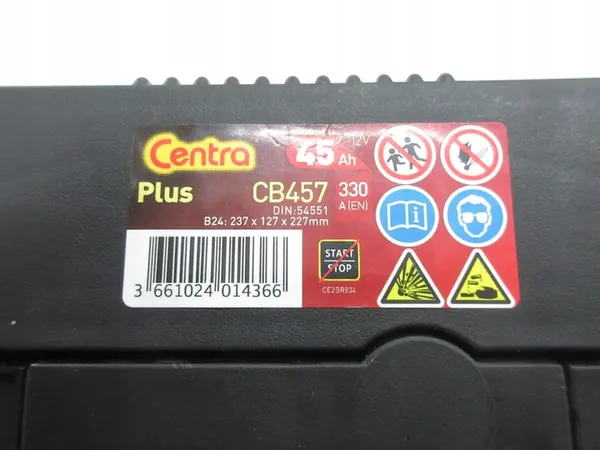 Centra
45 Ah 12V
Plus CB457 330 A (EN)
DIN:54551
B24: 237 x 127 x 227mm
START
STOP
CE2BR834
3 661024 014366